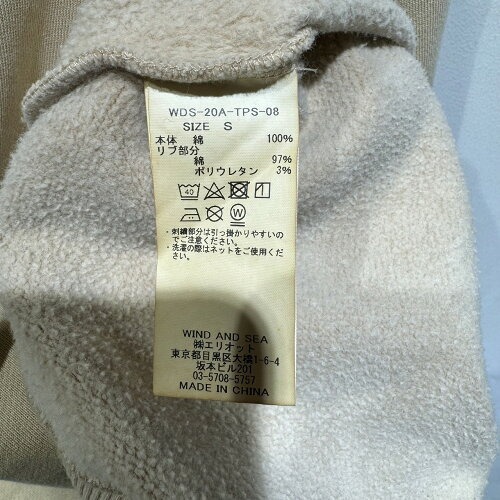 WDS-20A-TPS-08
SIZE S
本体 綿 100%
リブ部分
綿 97%
ポリウレタン 3%
40
W
・刺繍部分は引っ掛かりやすいの
でご注意ください。
・洗濯の際はネットをご使用くだ
さい。
WIND AND SEA
㈱エリオット
東京都目黒区大橋1-6-4
坂本ビル201
03-5708-5757
MADE IN CHINA